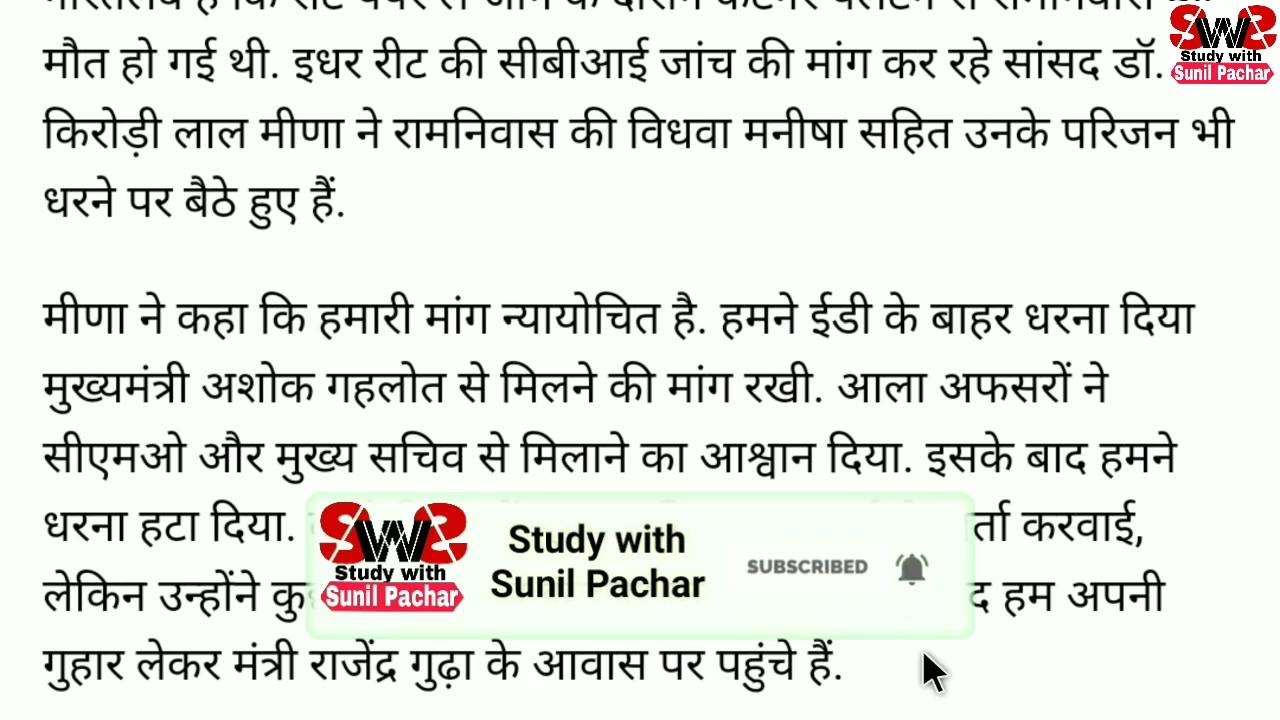 मौत हो गई थी. इधर रीट की सीबीआई जांच की मांग कर रहे सांसद डॉ.
किरोड़ी लाल मीणा ने रामनिवास की विधवा मनीषा सहित उनके परिजन भी
धरने पर बैठे हुए हैं.
मीणा ने कहा कि हमारी मांग न्यायोचित है. हमने ईडी के बाहर धरना दिया
मुख्यमंत्री अशोक गहलोत से मिलने की मांग रखी. आला अफसरों ने
सीएमओ और मुख्य सचिव से मिलाने का आश्वान दिया. इसके बाद हमने
धरना हटा दिया. करवाई,
लेकिन उन्होंने हम अपनी
गुहार लेकर मंत्री राजेंद्र गुढ़ा के आवास पर पहुंचे हैं.
SWS
Study with
Sunil Pachar
SWS
Study with
Sunil Pachar
Study with
Sunil Pachar
SUBSCRIBED